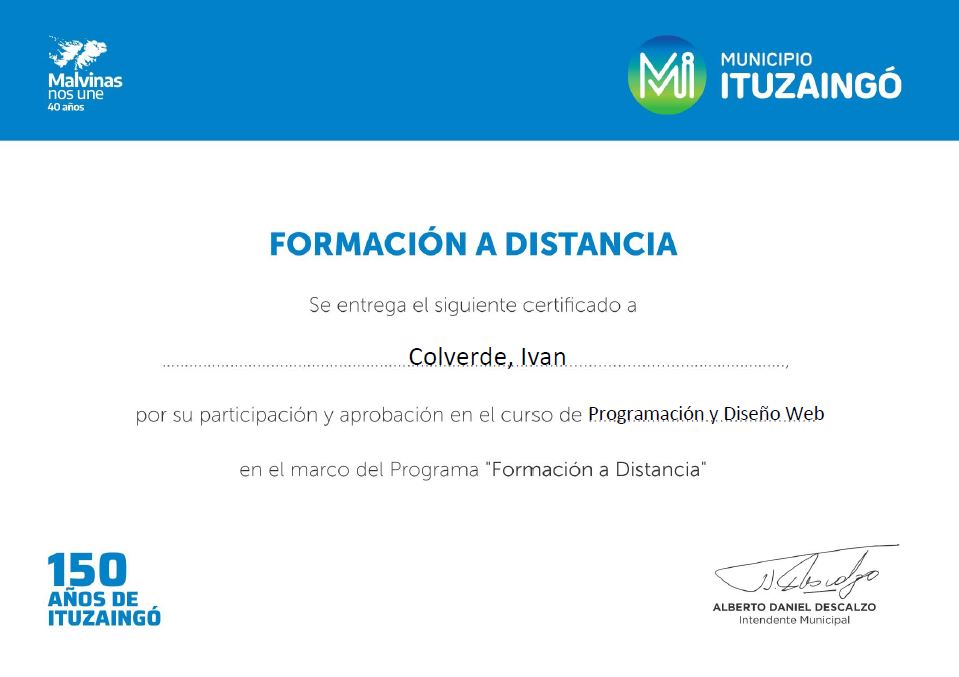 Malvinas
nos une
40 años
MUNICIPIO
ITUZAINGÓ
FORMACIÓN A DISTANCIA
Se entrega el siguiente certificado a
Colverde, Ivan,
por su participación y aprobación en el curso de Programación y Diseño Web
en el marco del Programa "Formación a Distancia"
150
AÑOS DE
ITUZAINGÓ
ALBERTO DANIEL DESCALZO
Intendente Municipal